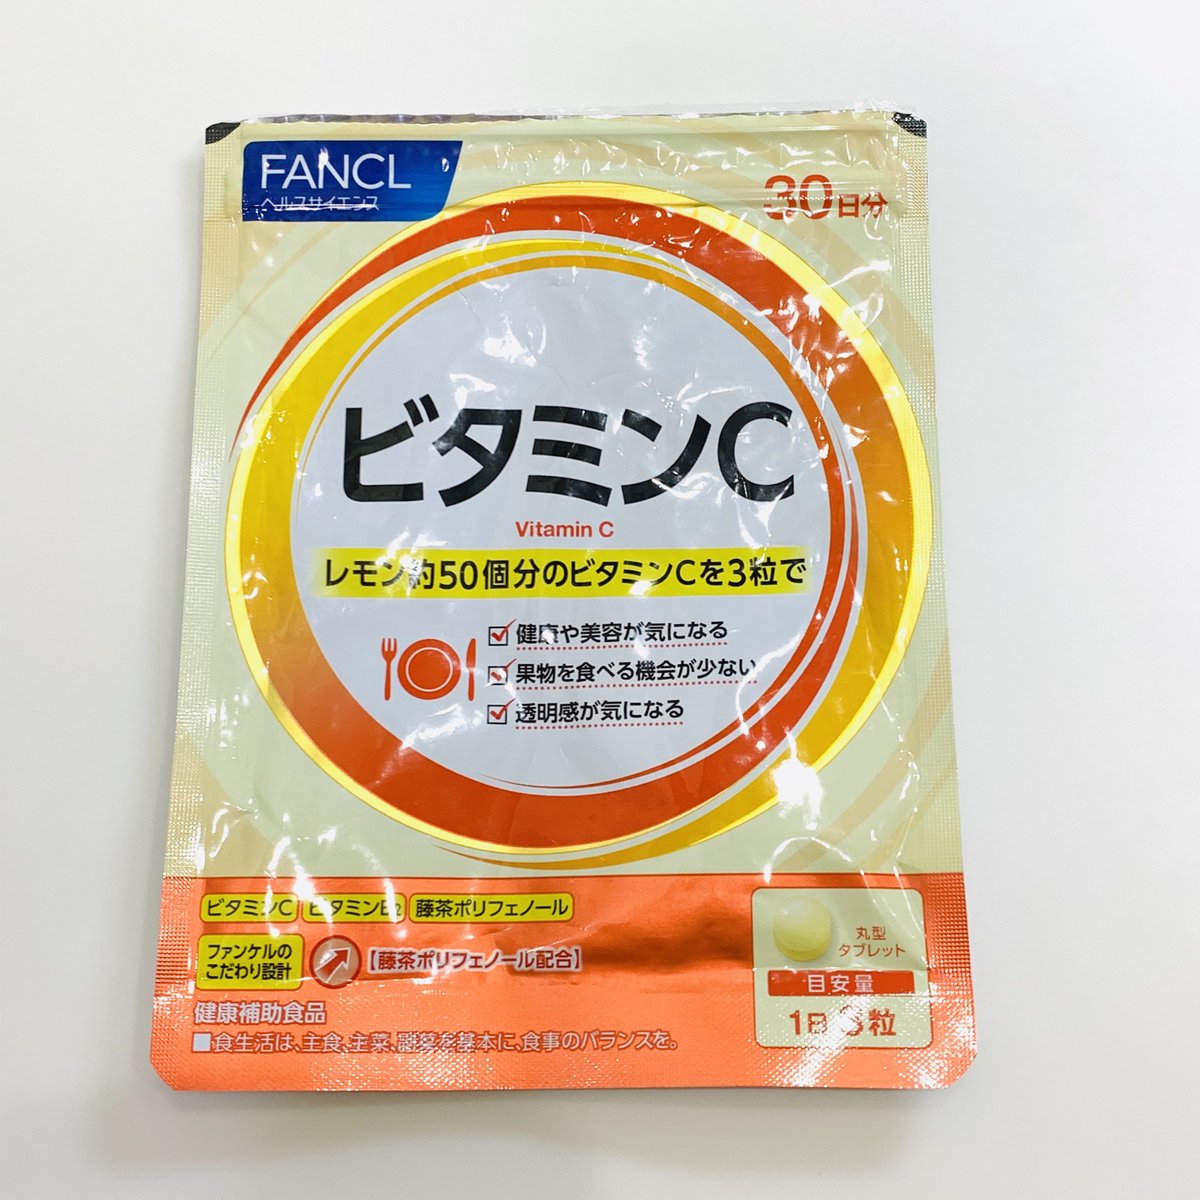 FANCL
ヘルスサイエンス
30日分
ビタミンC
Vitamin C
レモン約50個分のビタミンCを3粒で
健康や美容が気になる
果物を食べる機会が少ない
透明感が気になる
ビタミンC ビタミンB2 藤茶ポリフェノール
ファンケルの
こだわり設計
【藤茶ポリフェノール配合】
丸型
タブレット
目安量
1日3粒
健康補助食品
■食生活は、主食、主菜、副菜を基本に、食事のバランスを。